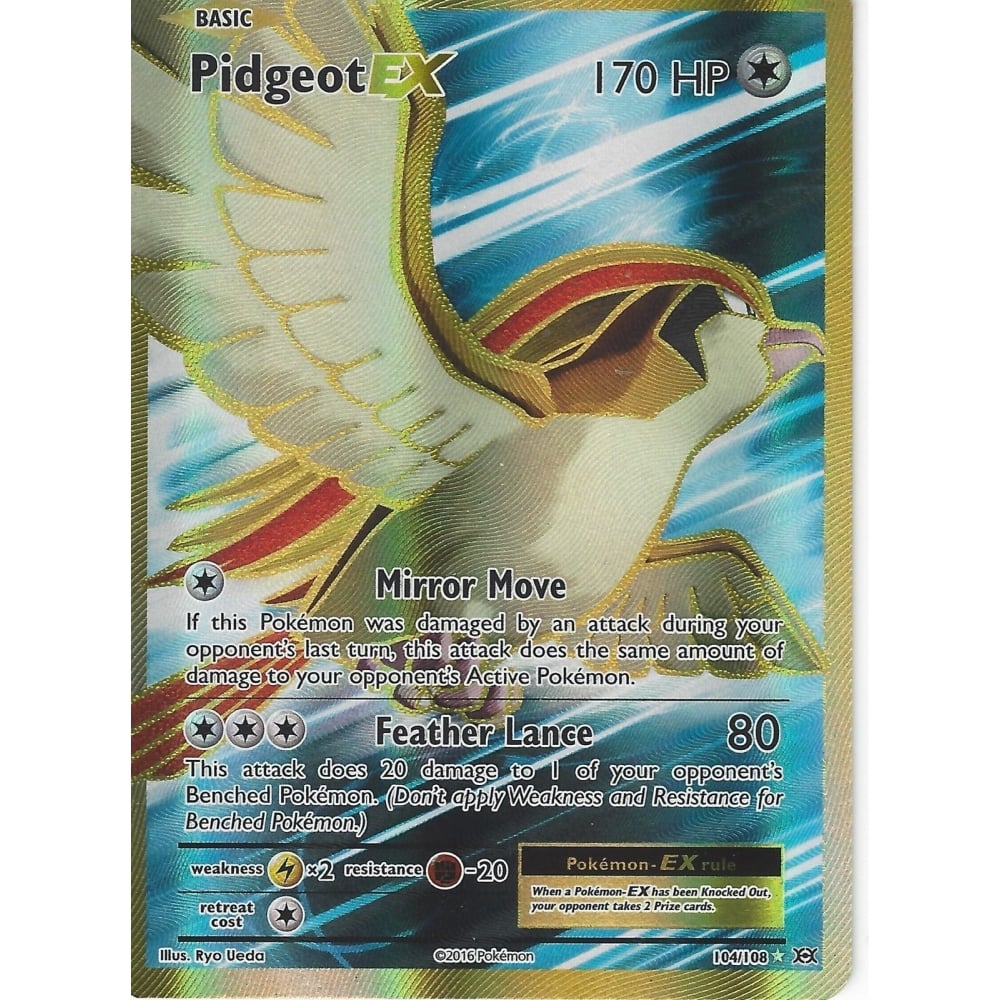 BASIC
Pidgeot EX 170 HP
Mirror Move
If this Pokémon was damaged by an attack during your
opponent's last turn, this attack does the same amount of
damage to your opponent's Active Pokémon.
Feather Lance 80
This attack does 20 damage to 1 of your opponent's
Benched Pokémon. (Don't apply Weakness and Resistance for
Benched Pokémon.)
weakness ×2 resistance -20
Pokémon-EX rule
When a Pokémon-EX has been Knocked Out,
your opponent takes 2 Prize cards.
retreat
cost
Illus. Ryo Ueda ©2016 Pokémon 104/108